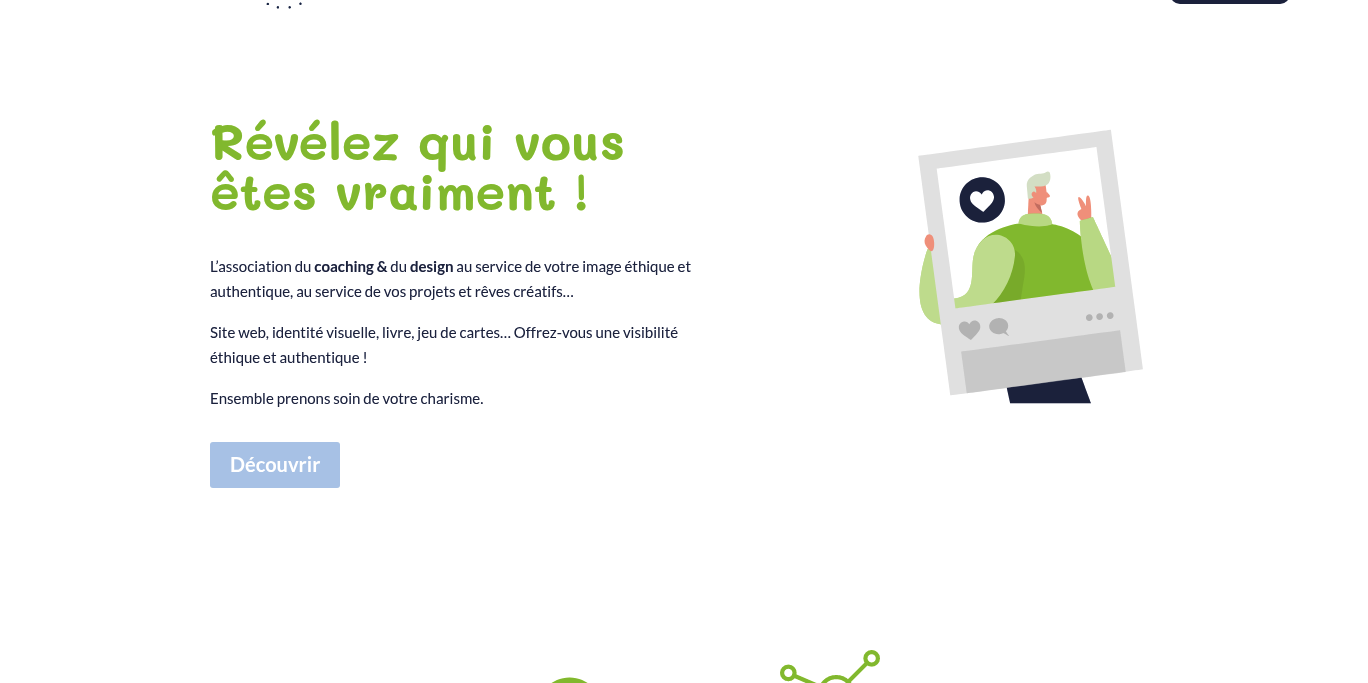 Révélez qui vous
êtes vraiment !
L’association du coaching & du design au service de votre image éthique et
authentique, au service de vos projets et rêves créatifs…
Site web, identité visuelle, livre, jeu de cartes… Offrez-vous une visibilité
éthique et authentique !
Ensemble prenons soin de votre charisme.
Découvrir